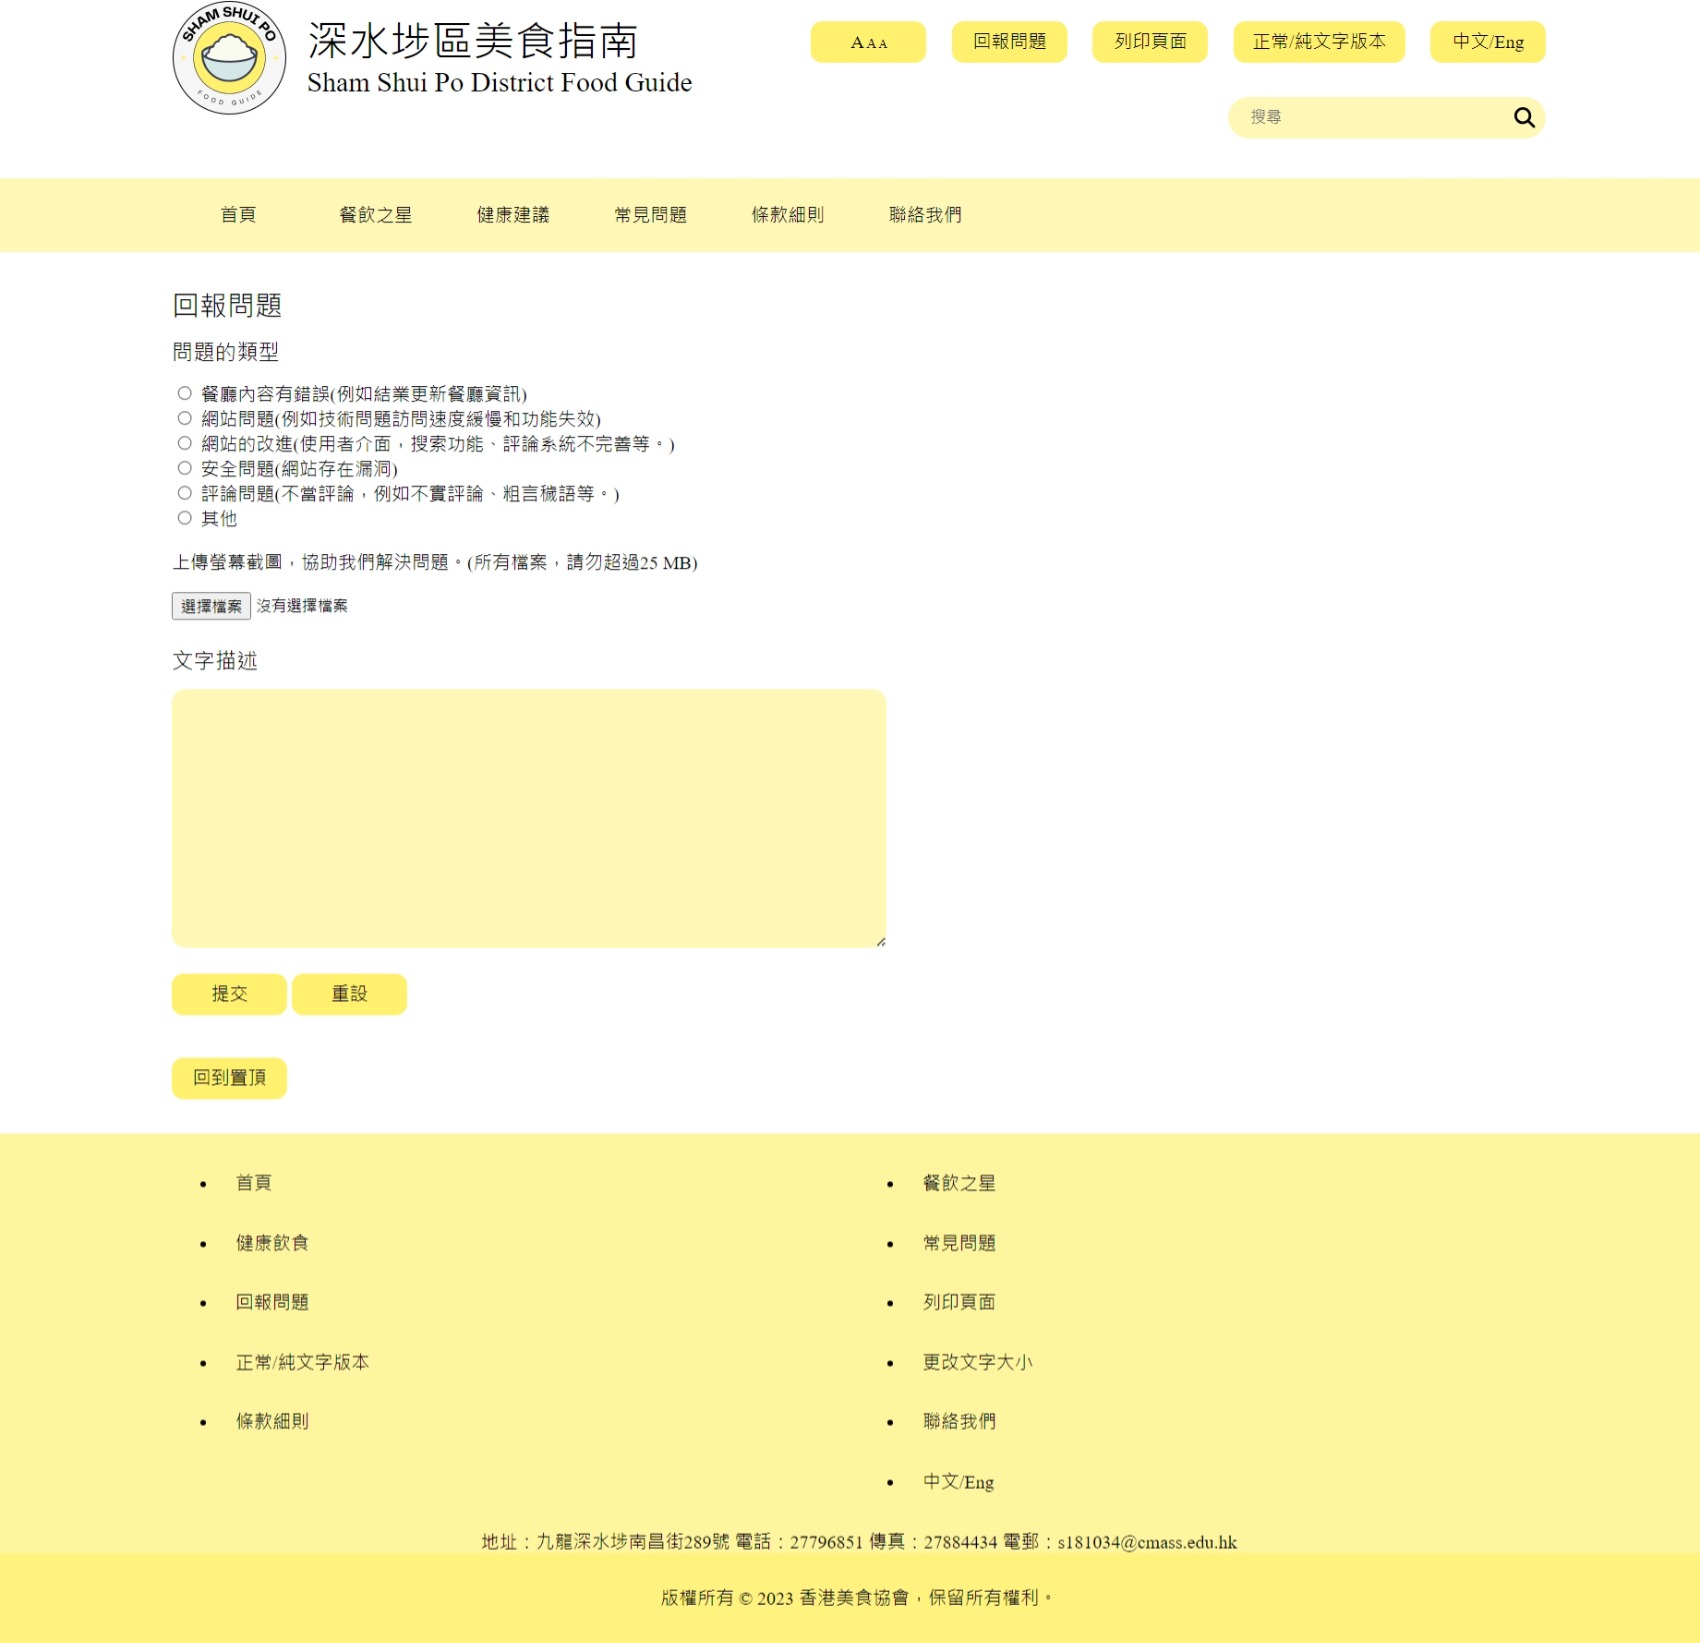 SHAM SHUI PO
FOOD GUIDE
深水埗區美食指南
Sham Shui Po District Food Guide
A A A
回報問題
列印頁面
正常/純文字版本
中文/Eng
搜尋
首頁
餐飲之星
健康建議
常見問題
條款細則
聯絡我們
回報問題
問題的類型
餐廳內容有錯誤(例如結業更新餐廳資訊)
網站問題(例如技術問題訪問速度緩慢和功能失效)
網站的改進(使用者介面，搜索功能、評論系統不完善等。)
安全問題(網站存在漏洞)
評論問題(不當評論，例如不實評論、粗言穢語等。)
其他
上傳螢幕截圖，協助我們解決問題。(所有檔案，請勿超過25 MB)
選擇檔案 沒有選擇檔案
文字描述
提交
重設
回到置頂
首頁
餐飲之星
健康飲食
常見問題
回報問題
列印頁面
正常/純文字版本
更改文字大小
條款細則
聯絡我們
中文/Eng
地址：九龍深水埗南昌街289號 電話：27796851 傳真：27884434 電郵：s181034@cmass.edu.hk
版權所有 © 2023 香港美食協會，保留所有權利。